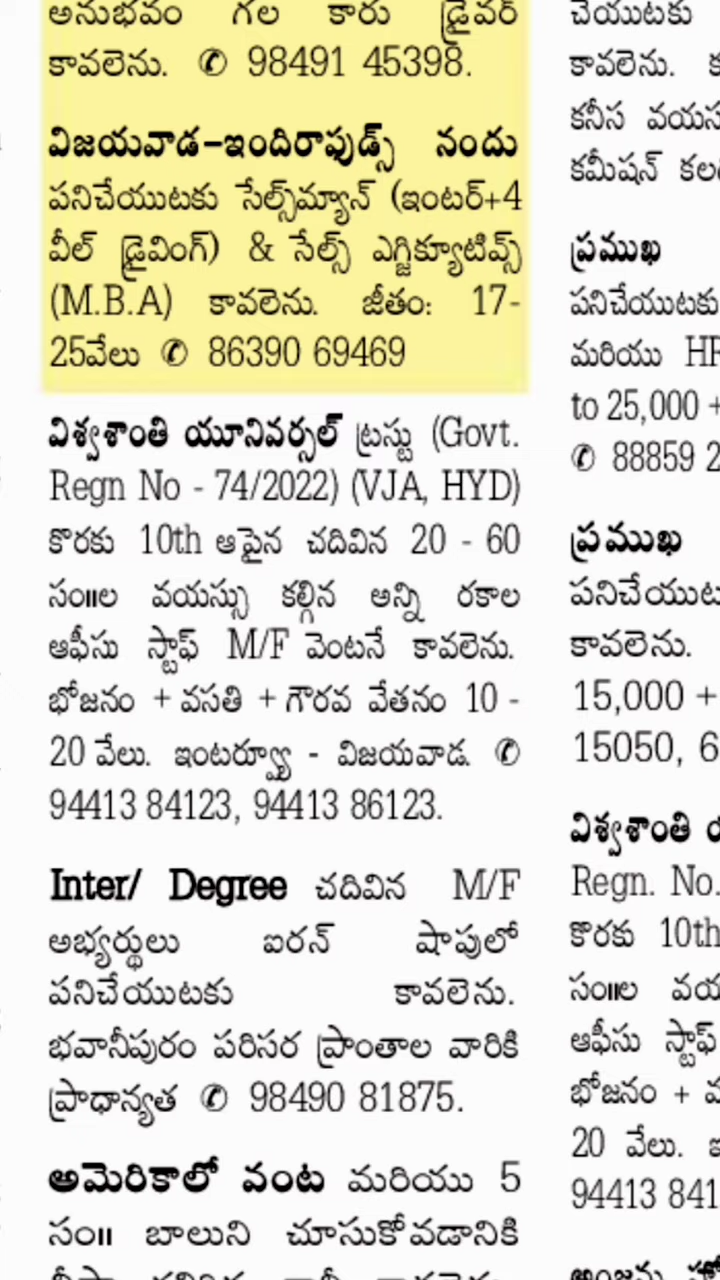 అనుభవం గల కారు డ్రైవర్
కావలెను. ✆ 98491 45398.
విజయవాడ-ఇందిరాఫుడ్స్ నందు
పనిచేయుటకు సేల్స్‌మ్యాన్ (ఇంటర్+4
వీల్ డ్రైవింగ్) & సేల్స్ ఎగ్జిక్యూటివ్స్
(M.B.A) కావలెను. జీతం: 17-
25వేలు ✆ 86390 69469
విశ్వశాంతి యూనివర్సల్ ట్రస్టు (Govt.
Regn No - 74/2022) (VJA, HYD)
కొరకు 10th ఆపైన చదివిన 20 - 60
సం॥ల వయస్సు కల్గిన అన్ని రకాల
ఆఫీసు స్టాఫ్ M/F వెంటనే కావలెను.
భోజనం + వసతి + గౌరవ వేతనం 10 -
20 వేలు. ఇంటర్వ్యూ - విజయవాడ. ✆
94413 84123, 94413 86123.
Inter/ Degree చదివిన M/F
అభ్యర్థులు ఐరన్ షాపులో
పనిచేయుటకు కావలెను.
భవానీపురం పరిసర ప్రాంతాల వారికి
ప్రాధాన్యత ✆ 98490 81875.
అమెరికాలో వంట మరియు 5
సం॥ బాలుని చూసుకోవడానికి
చేయుటకు
కావలెను.
కనీస
కమీషన్
ప్రముఖ
పనిచేయుటకు
మరియు
to 25,000 +
✆ 88859 2
ప్రముఖ
కావలెను.
15,000 +
15050, 6
విశ్వశాంతి
Regn. No.
కొరకు 10th
సం॥ల
ఆఫీసు స్టాఫ్
భోజనం +
20 వేలు.
94413 841